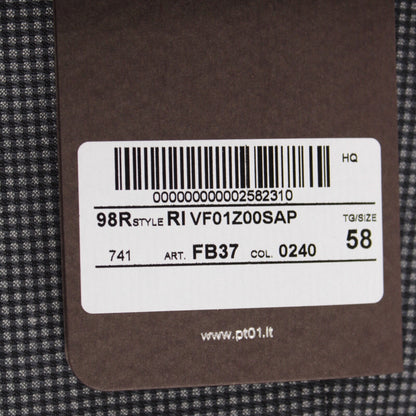 HQ
000000000002582310
98R STYLE RI VF01Z00SAP TG/SIZE
741 ART. FB37 COL. 0240 58
www.pt01.it